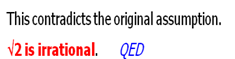 This contradicts the original assumption.
√2 is irrational. QED